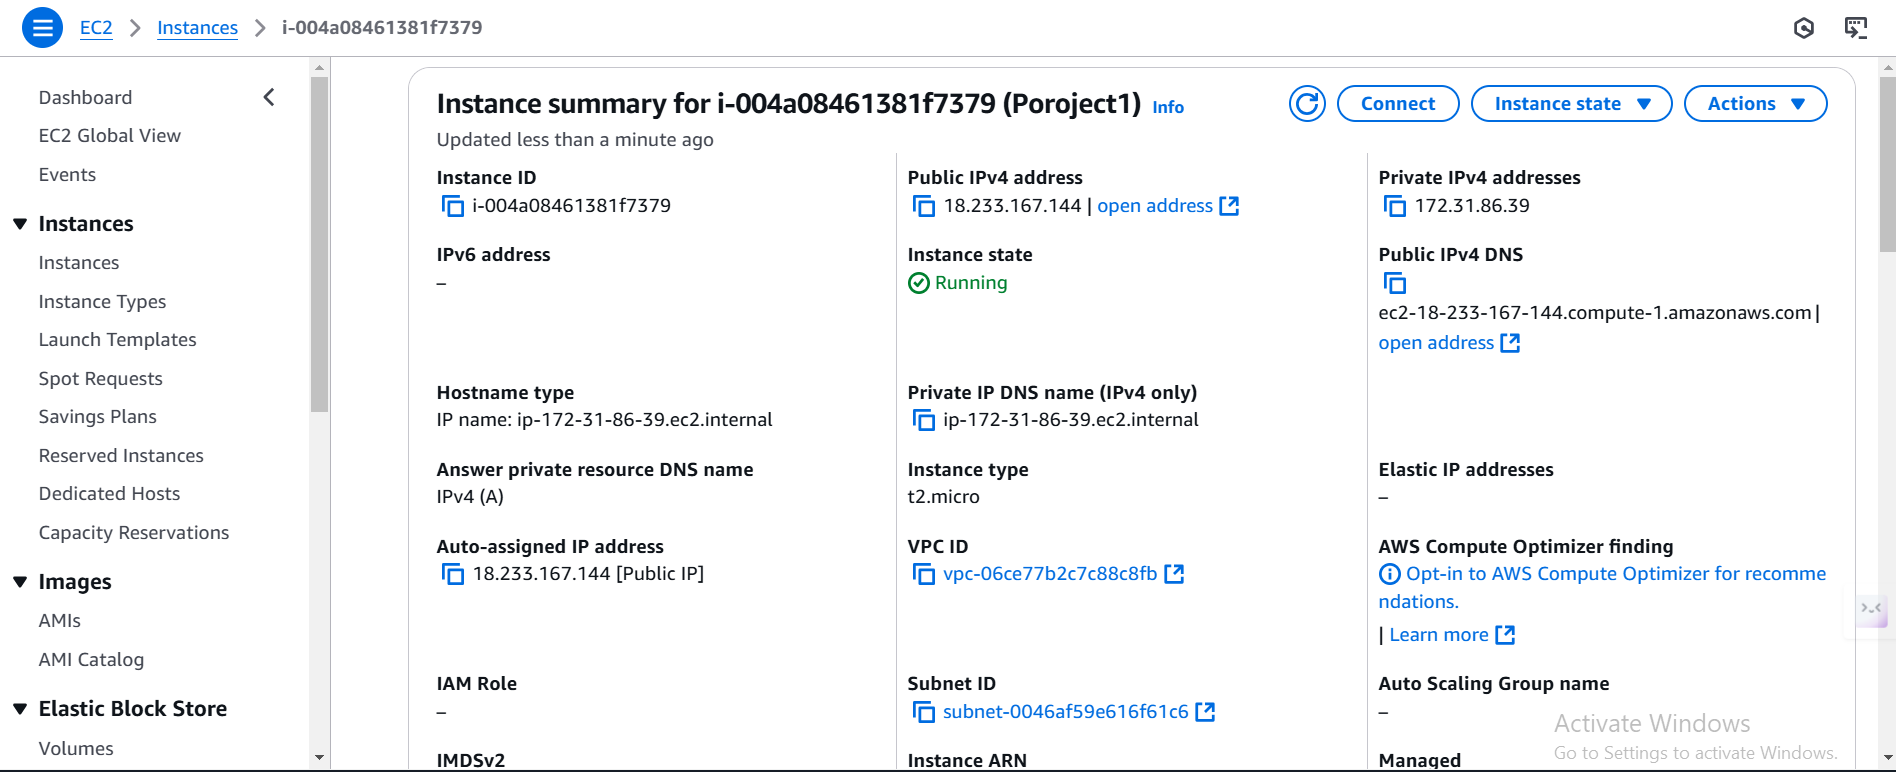 EC2 > Instances > i-004a08461381f7379
Dashboard
EC2 Global View
Events
Instances
Instances
Instance Types
Launch Templates
Spot Requests
Savings Plans
Reserved Instances
Dedicated Hosts
Capacity Reservations
Images
AMIs
AMI Catalog
Elastic Block Store
Volumes
Instance summary for i-004a08461381f7379 (Poroject1) Info
Connect
Instance state
Actions
Updated less than a minute ago
Instance ID
i-004a08461381f7379
Public IPv4 address
18.233.167.144 | open address
Private IPv4 addresses
172.31.86.39
IPv6 address
–
Instance state
Running
Public IPv4 DNS
ec2-18-233-167-144.compute-1.amazonaws.com |
open address
Hostname type
IP name: ip-172-31-86-39.ec2.internal
Private IP DNS name (IPv4 only)
ip-172-31-86-39.ec2.internal
Answer private resource DNS name
IPv4 (A)
Instance type
t2.micro
Elastic IP addresses
–
Auto-assigned IP address
18.233.167.144 [Public IP]
VPC ID
vpc-06ce77b2c7c88c8fb
AWS Compute Optimizer finding
Opt-in to AWS Compute Optimizer for recomme
ndations.
| Learn more
IAM Role
–
Subnet ID
subnet-0046af59e616f61c6
Auto Scaling Group name
–
IMDSv2
Instance ARN
Managed
Activate Windows
Go to Settings to activate Windows.